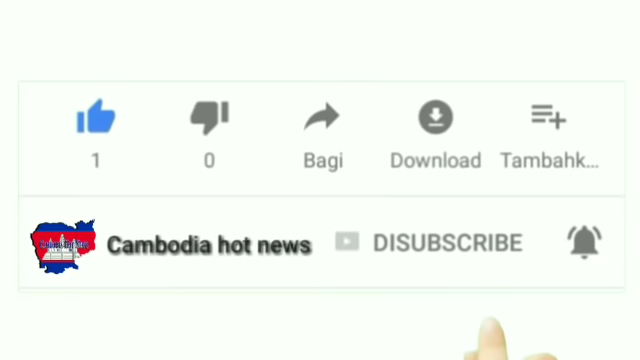 1 0 Bagi Download Tambahk...
Cambodia hot news DISUBSCRIBE